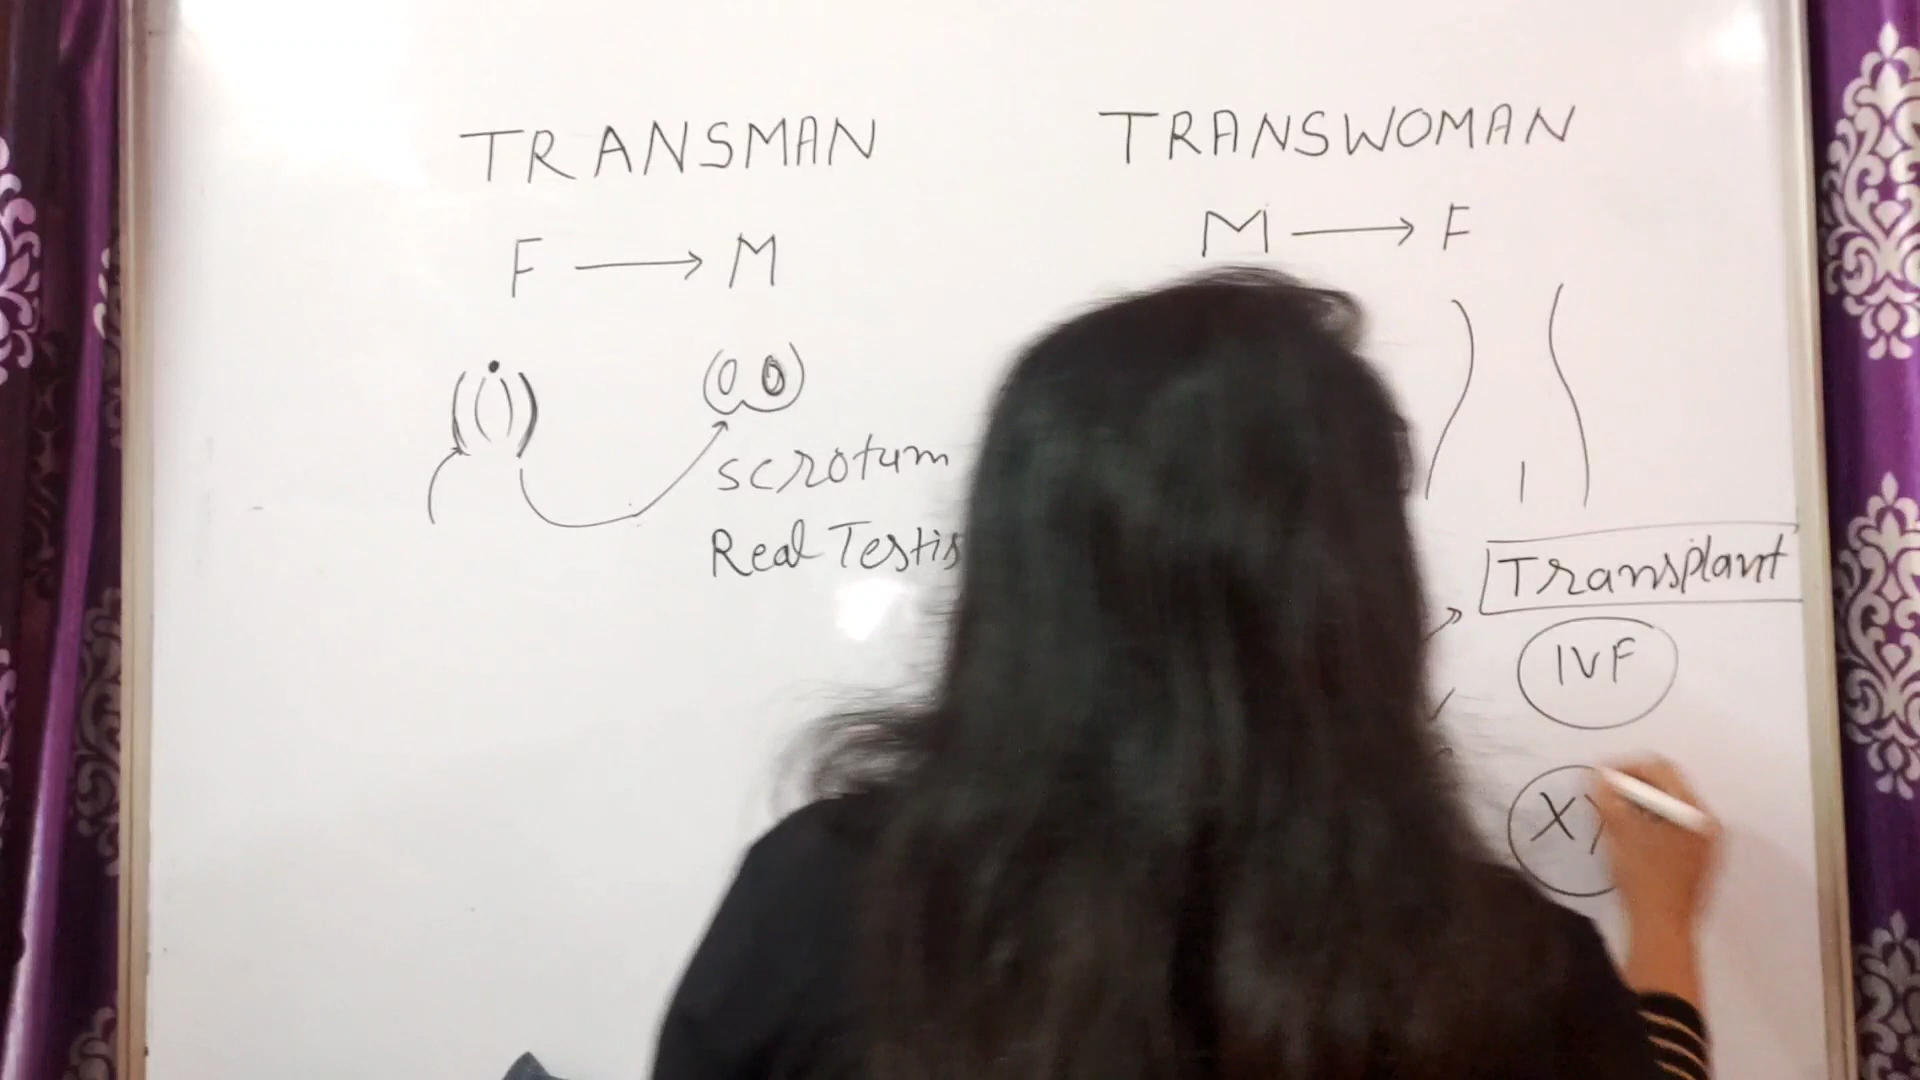 TRANSMAN
F → M
scrotum
Real Testis
TRANSWOMAN
M → F
Transplant
IVF
X